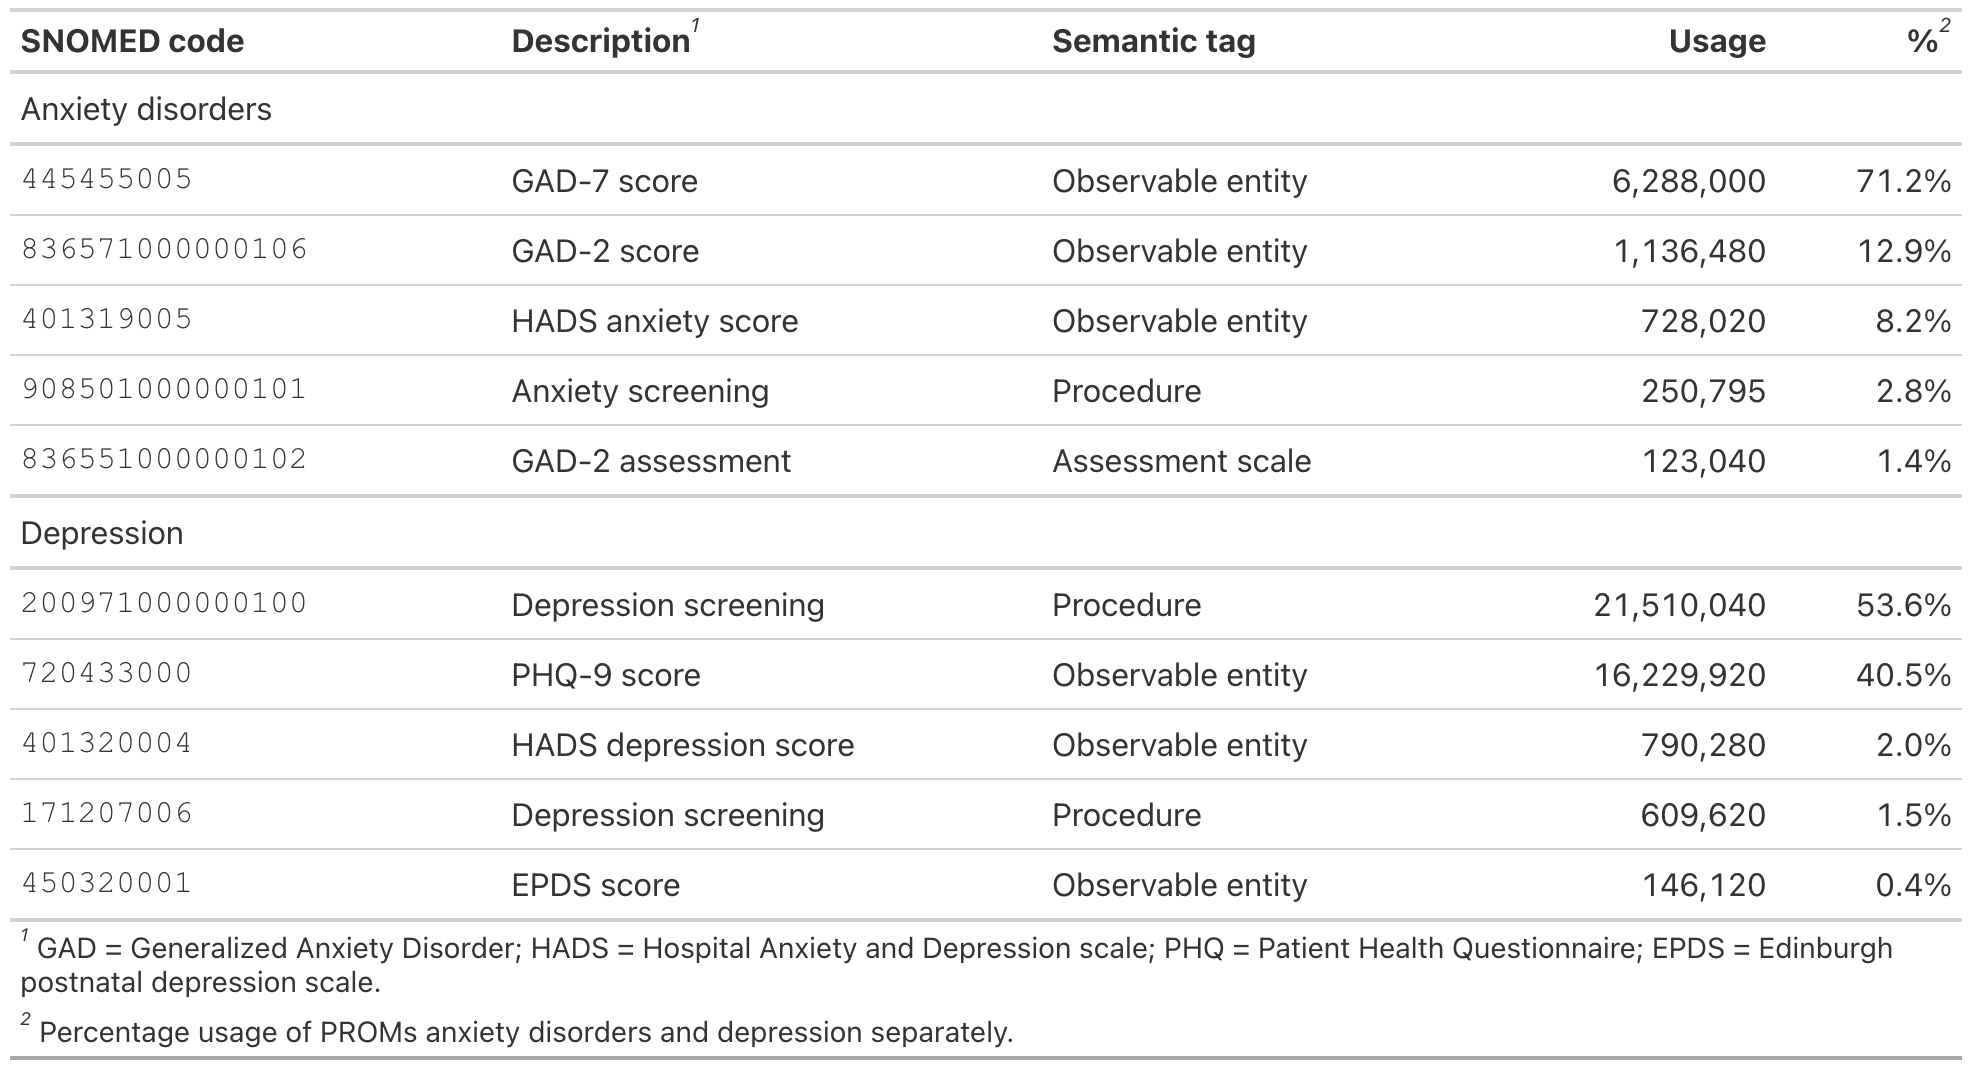 SNOMED code Description1 Semantic tag Usage %2
Anxiety disorders
445455005 GAD-7 score Observable entity 6,288,000 71.2%
836571000000106 GAD-2 score Observable entity 1,136,480 12.9%
401319005 HADS anxiety score Observable entity 728,020 8.2%
908501000000101 Anxiety screening Procedure 250,795 2.8%
836551000000102 GAD-2 assessment Assessment scale 123,040 1.4%
Depression
200971000000100 Depression screening Procedure 21,510,040 53.6%
720433000 PHQ-9 score Observable entity 16,229,920 40.5%
401320004 HADS depression score Observable entity 790,280 2.0%
171207006 Depression screening Procedure 609,620 1.5%
450320001 EPDS score Observable entity 146,120 0.4%
1 GAD = Generalized Anxiety Disorder; HADS = Hospital Anxiety and Depression scale; PHQ = Patient Health Questionnaire; EPDS = Edinburgh
postnatal depression scale.
2 Percentage usage of PROMs anxiety disorders and depression separately.